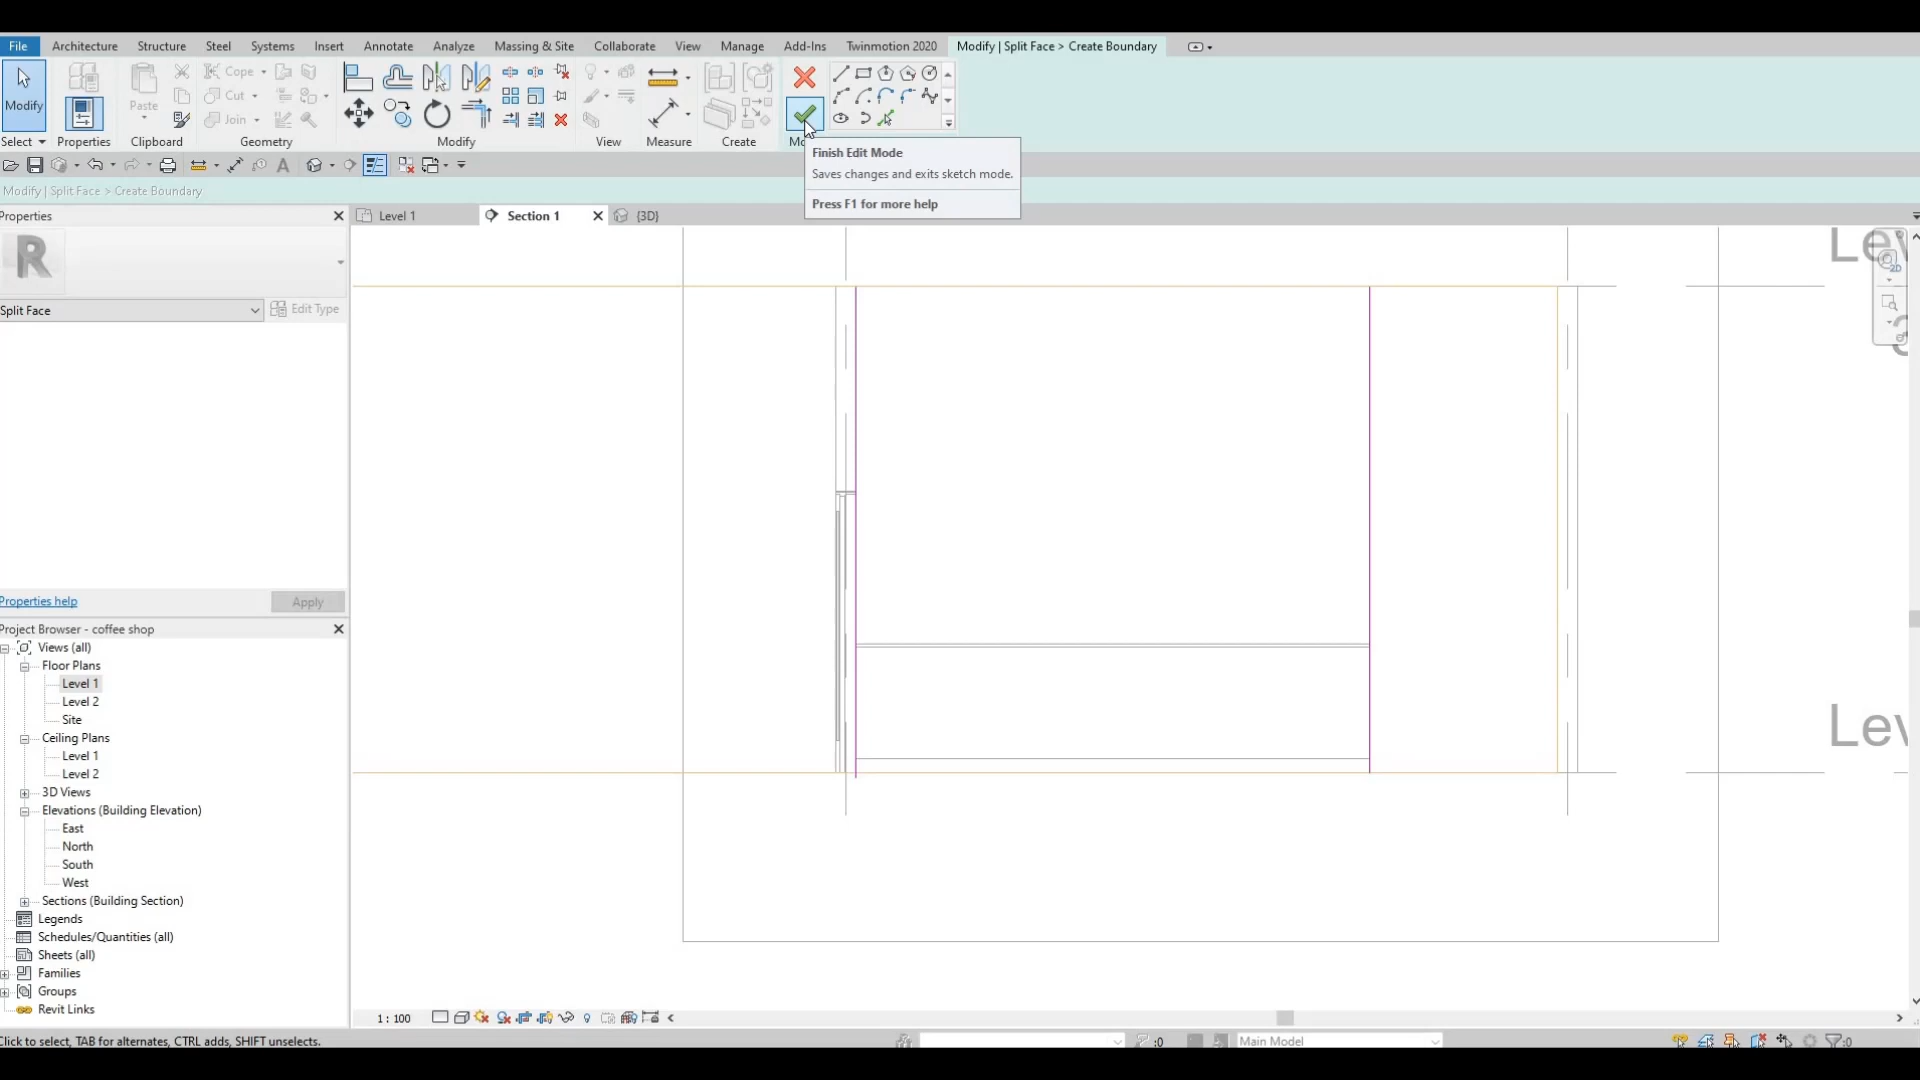 File Architecture Structure Steel Systems Insert Annotate Analyze Massing & Site Collaborate View Manage Add-Ins Twinmotion 2020 Modify | Split Face > Create Boundary
Modify Paste Cope Cut Join
Select Properties Clipboard Geometry Modify View Measure Create Mo
Finish Edit Mode
Saves changes and exits sketch mode.
Press F1 for more help
Modify | Split Face > Create Boundary
Properties Level 1 Section 1 {3D}
R
Split Face Edit Type
Properties help Apply
Project Browser - coffee shop
Views (all)
Floor Plans
Level 1
Level 2
Site
Ceiling Plans
Level 1
Level 2
3D Views
Elevations (Building Elevation)
East
North
South
West
Sections (Building Section)
Legends
Schedules/Quantities (all)
Sheets (all)
Families
Groups
Revit Links
Lev
2D
3
Lev
1 : 100
Click to select, TAB for alternates, CTRL adds, SHIFT unselects. :0 Main Model :0